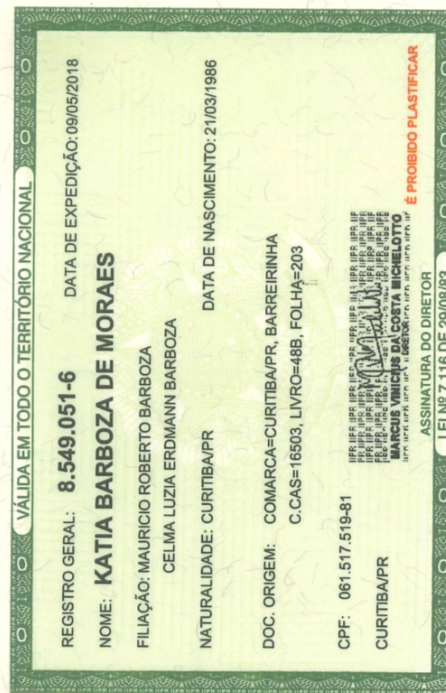 VÁLIDA EM TODO O TERRITÓRIO NACIONAL
REGISTRO GERAL: 8.549.051-6 DATA DE EXPEDIÇÃO: 09/05/2018
NOME: KATIA BARBOZA DE MORAES
FILIAÇÃO: MAURICIO ROBERTO BARBOZA
CELMA LUZIA ERDMANN BARBOZA
NATURALIDADE: CURITIBA/PR DATA DE NASCIMENTO: 21/03/1986
DOC. ORIGEM: COMARCA=CURITIBA/PR, BARREIRINHA
C.CAS=16503, LIVRO=48B, FOLHA=203
CPF: 061.517.519-81
CURITIBA/PR
MARCUS VINICIUS DA COSTA MICHELOTTO
DIRETOR
É PROIBIDO PLASTIFICAR
ASSINATURA DO DIRETOR
LEI Nº 7.116 DE 29/08/83